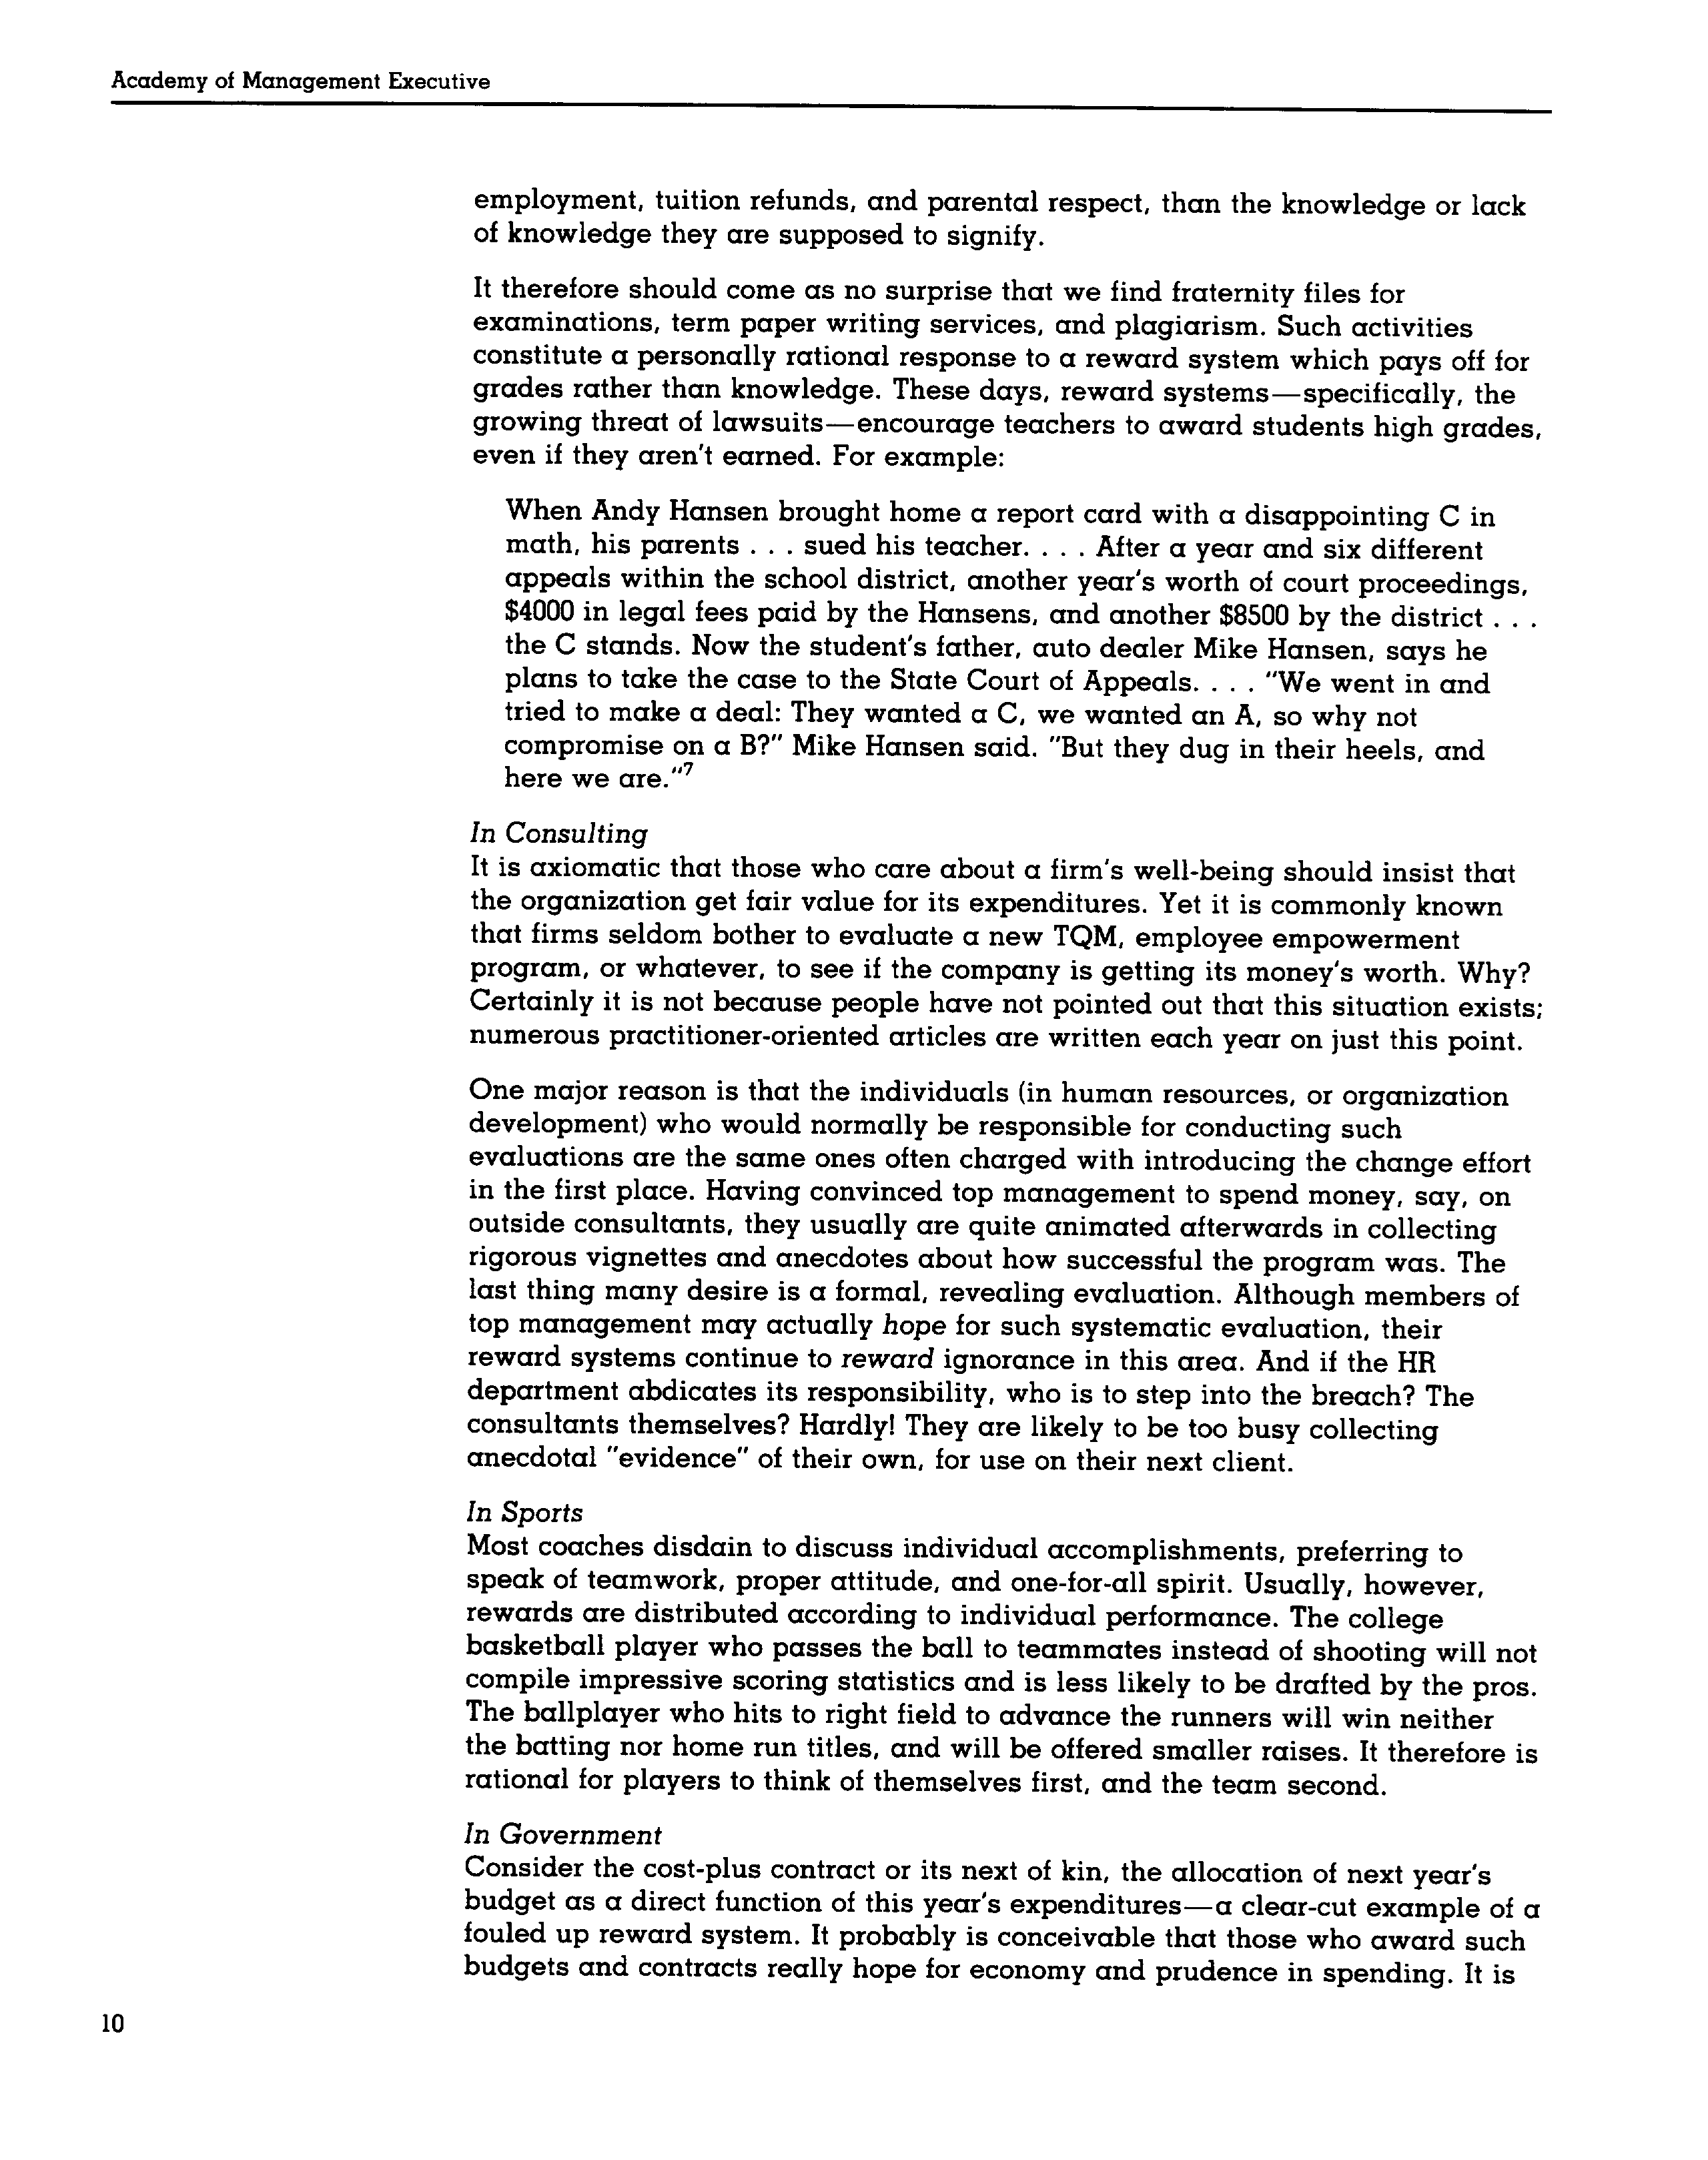 Academy of Management Executive
employment, tuition refunds, and parental respect, than the knowledge or lack
of knowledge they are supposed to signify.
It therefore should come as no surprise that we find fraternity files for
examinations, term paper writing services, and plagiarism. Such activities
constitute a personally rational response to a reward system which pays off for
grades rather than knowledge. These days, reward systems—specifically, the
growing threat of lawsuits—encourage teachers to award students high grades,
even if they aren't earned. For example:
When Andy Hansen brought home a report card with a disappointing C in
math, his parents . . . sued his teacher. . . . After a year and six different
appeals within the school district, another year's worth of court proceedings,
$4000 in legal fees paid by the Hansens, and another $8500 by the district . . .
the C stands. Now the student's father, auto dealer Mike Hansen, says he
plans to take the case to the State Court of Appeals. . . . "We went in and
tried to make a deal: They wanted a C, we wanted an A, so why not
compromise on a B?" Mike Hansen said. "But they dug in their heels, and
here we are."7
In Consulting
It is axiomatic that those who care about a firm's well-being should insist that
the organization get fair value for its expenditures. Yet it is commonly known
that firms seldom bother to evaluate a new TQM, employee empowerment
program, or whatever, to see if the company is getting its money's worth. Why?
Certainly it is not because people have not pointed out that this situation exists;
numerous practitioner-oriented articles are written each year on just this point.
One major reason is that the individuals (in human resources, or organization
development) who would normally be responsible for conducting such
evaluations are the same ones often charged with introducing the change effort
in the first place. Having convinced top management to spend money, say, on
outside consultants, they usually are quite animated afterwards in collecting
rigorous vignettes and anecdotes about how successful the program was. The
last thing many desire is a formal, revealing evaluation. Although members of
top management may actually hope for such systematic evaluation, their
reward systems continue to reward ignorance in this area. And if the HR
department abdicates its responsibility, who is to step into the breach? The
consultants themselves? Hardly! They are likely to be too busy collecting
anecdotal "evidence" of their own, for use on their next client.
In Sports
Most coaches disdain to discuss individual accomplishments, preferring to
speak of teamwork, proper attitude, and one-for-all spirit. Usually, however,
rewards are distributed according to individual performance. The college
basketball player who passes the ball to teammates instead of shooting will not
compile impressive scoring statistics and is less likely to be drafted by the pros.
The ballplayer who hits to right field to advance the runners will win neither
the batting nor home run titles, and will be offered smaller raises. It therefore is
rational for players to think of themselves first, and the team second.
In Government
Consider the cost-plus contract or its next of kin, the allocation of next year's
budget as a direct function of this year's expenditures—a clear-cut example of a
fouled up reward system. It probably is conceivable that those who award such
budgets and contracts really hope for economy and prudence in spending. It is
10